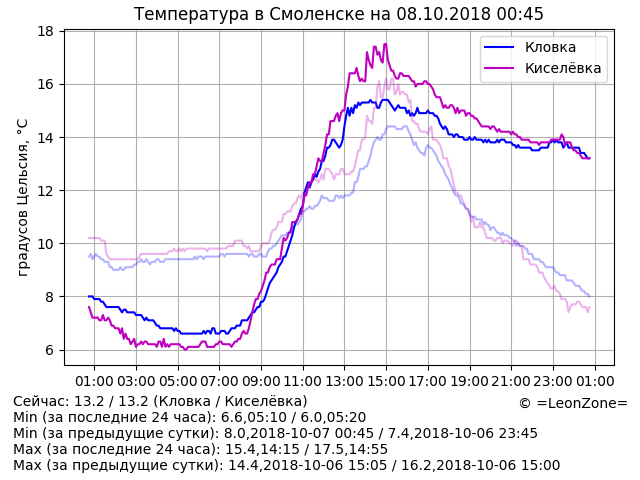 Температура в Смоленске на 08.10.2018 00:45
18
16
14
12
10
8
6
градусов Цельсия, °C
Кловка
Киселёвка
01:00 03:00 05:00 07:00 09:00 11:00 13:00 15:00 17:00 19:00 21:00 23:00 01:00
Сейчас: 13.2 / 13.2 (Кловка / Киселёвка)
© =LeonZone=
Min (за последние 24 часа): 6.6,05:10 / 6.0,05:20
Min (за предыдущие сутки): 8.0,2018-10-07 00:45 / 7.4,2018-10-06 23:45
Max (за последние 24 часа): 15.4,14:15 / 17.5,14:55
Max (за предыдущие сутки): 14.4,2018-10-06 15:05 / 16.2,2018-10-06 15:00